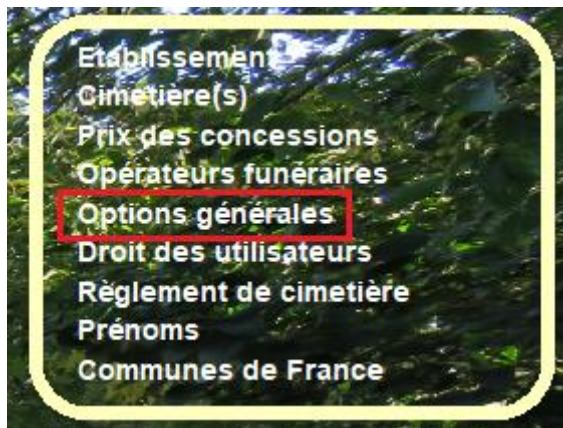 Etablissement
Cimetière(s)
Prix des concessions
Opérateurs funéraires
Options générales
Droit des utilisateurs
Règlement de cimetière
Prénoms
Communes de France